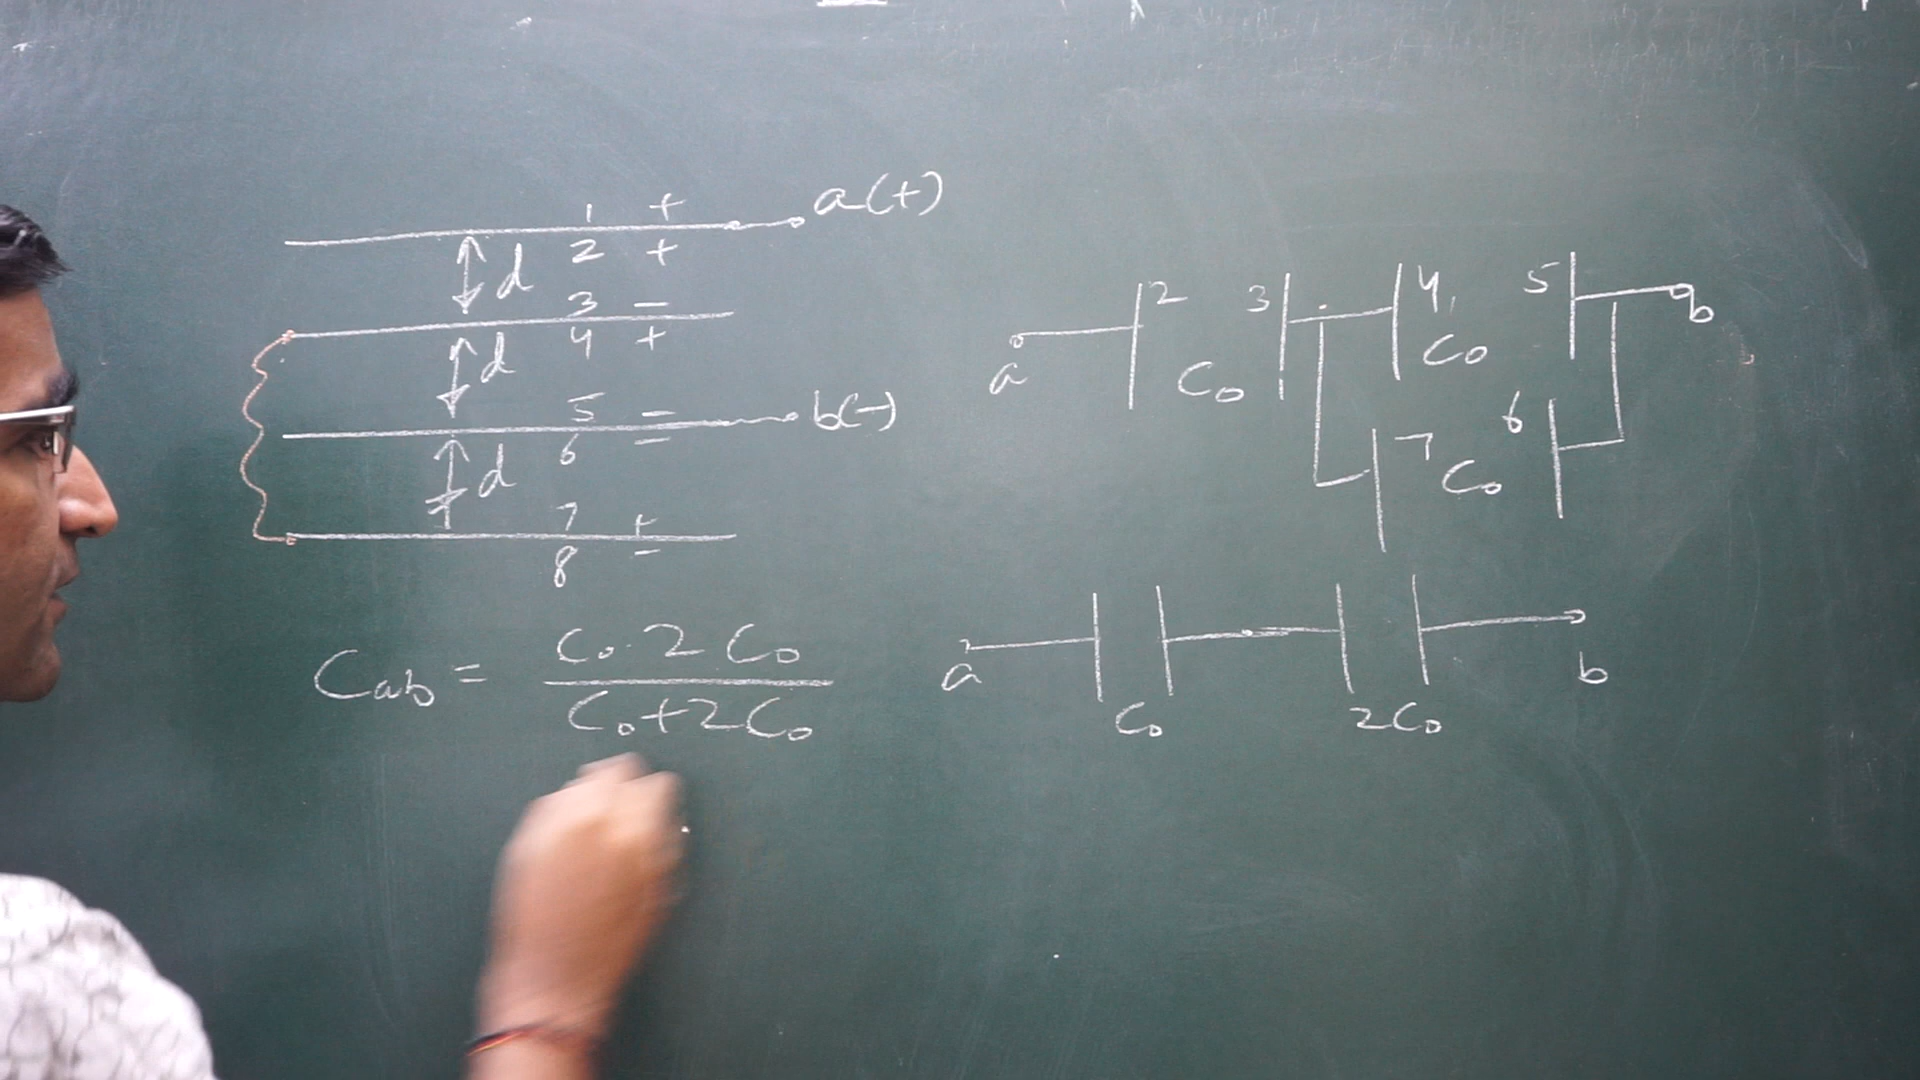 1 + a(+)
d 2 +
3 −
d 4 +
5 − b(−)
d 6 −
7 +
8 −
Cab = C₀·2C₀ / C₀+2C₀
2 3 4 5
a C₀ C₀ b
7 C₀ 6
a b
C₀ 2C₀